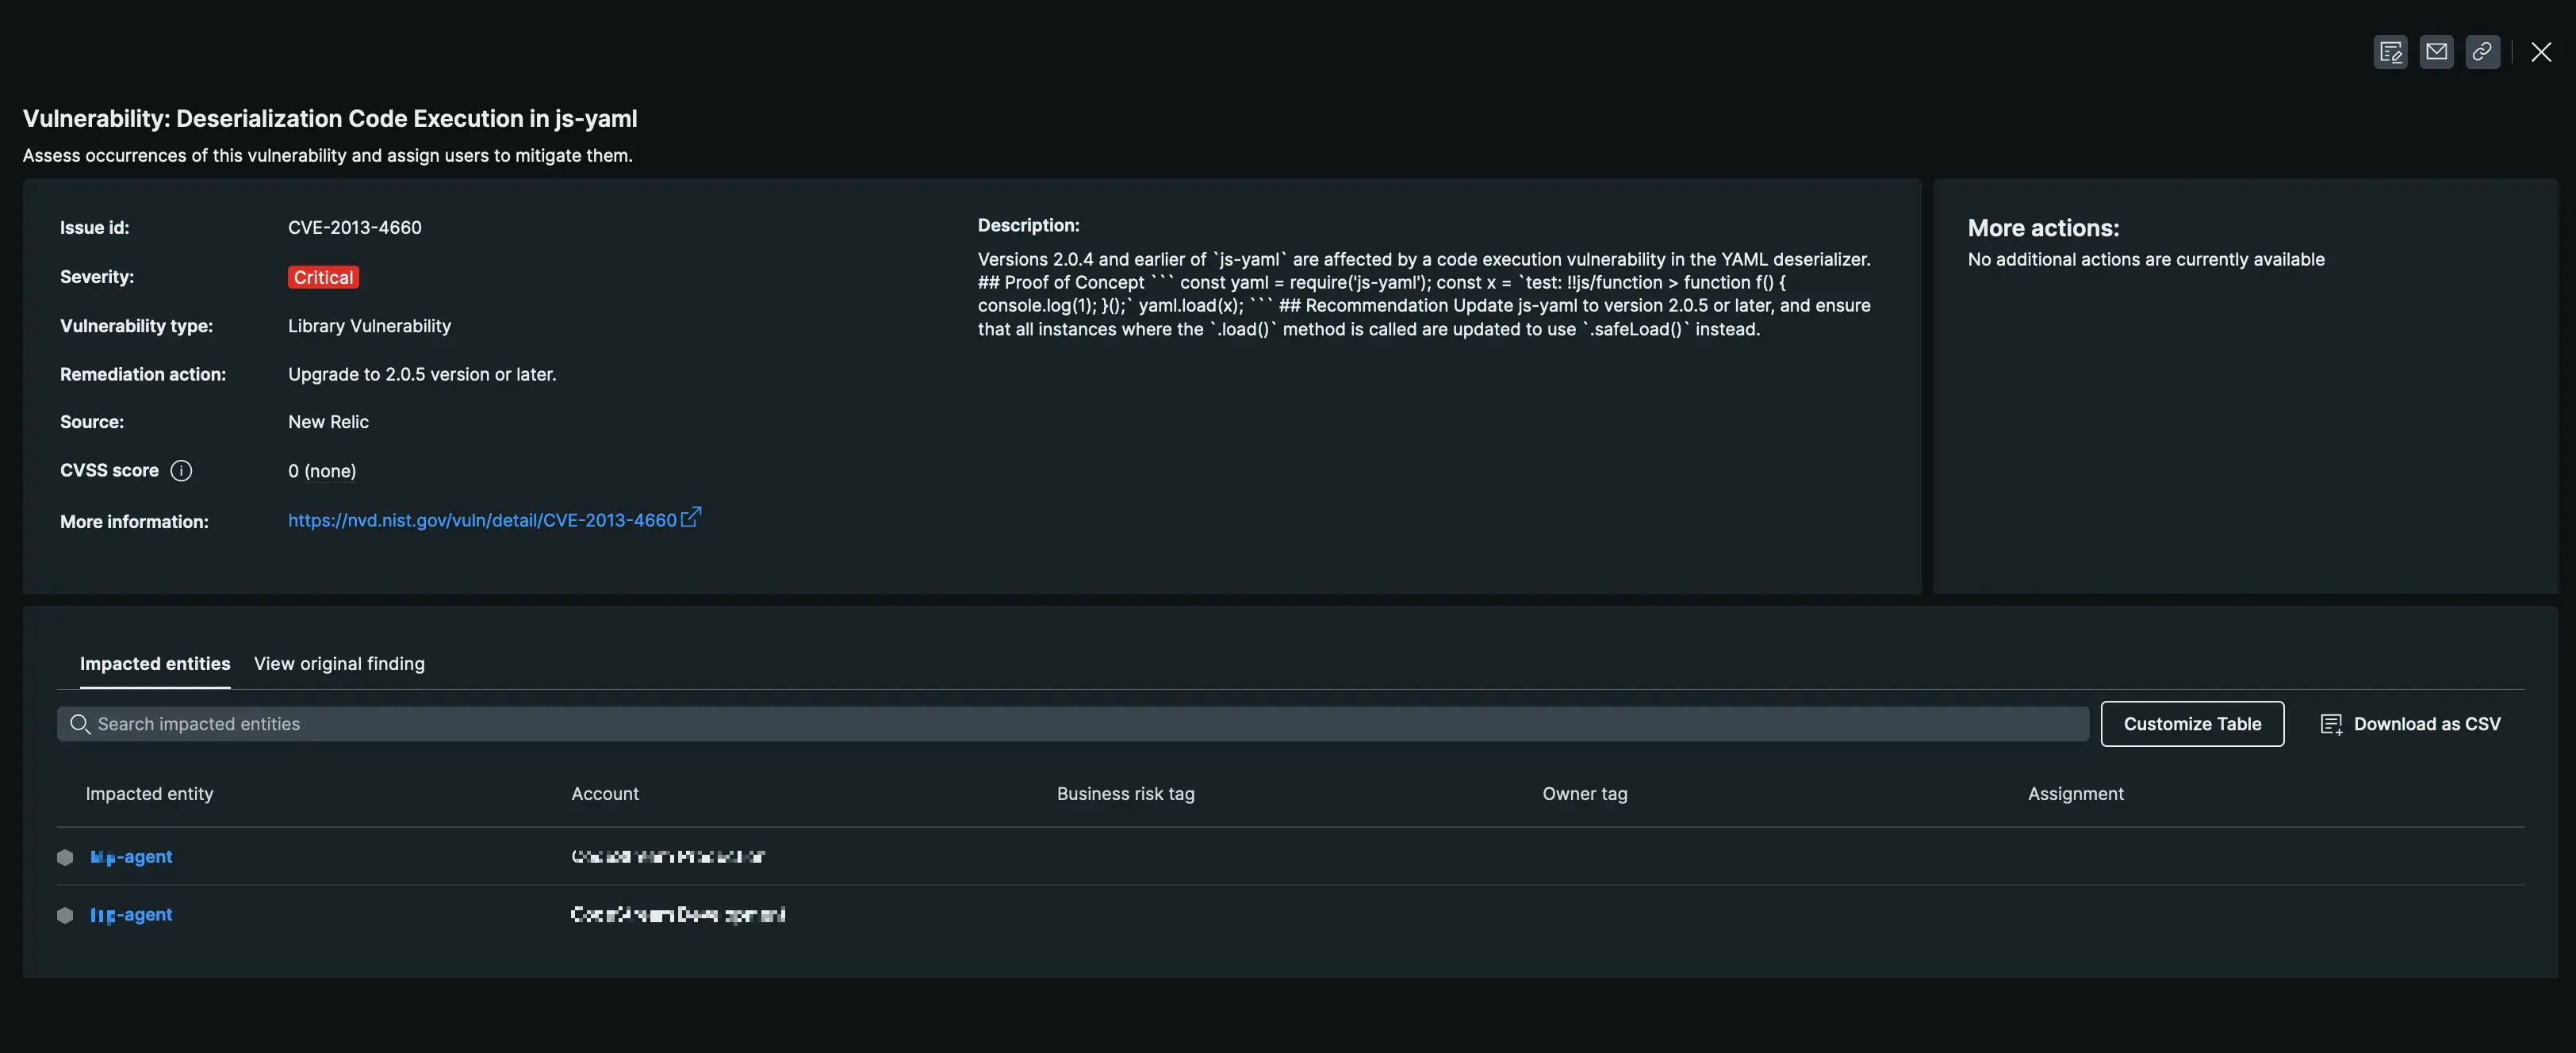 Vulnerability: Deserialization Code Execution in js-yaml
Assess occurrences of this vulnerability and assign users to mitigate them.
Issue id: CVE-2013-4660
Severity: Critical
Vulnerability type: Library Vulnerability
Remediation action: Upgrade to 2.0.5 version or later.
Source: New Relic
CVSS score 0 (none)
More information: https://nvd.nist.gov/vuln/detail/CVE-2013-4660
Description:
Versions 2.0.4 and earlier of `js-yaml` are affected by a code execution vulnerability in the YAML deserializer.
## Proof of Concept ``` const yaml = require('js-yaml'); const x = `test: !!js/function > function f() {
console.log(1); }();` yaml.load(x); ``` ## Recommendation Update js-yaml to version 2.0.5 or later, and ensure
that all instances where the `.load()` method is called are updated to use `.safeLoad()` instead.
More actions:
No additional actions are currently available
Impacted entities View original finding
Search impacted entities Customize Table Download as CSV
Impacted entity Account Business risk tag Owner tag Assignment
-agent
-agent